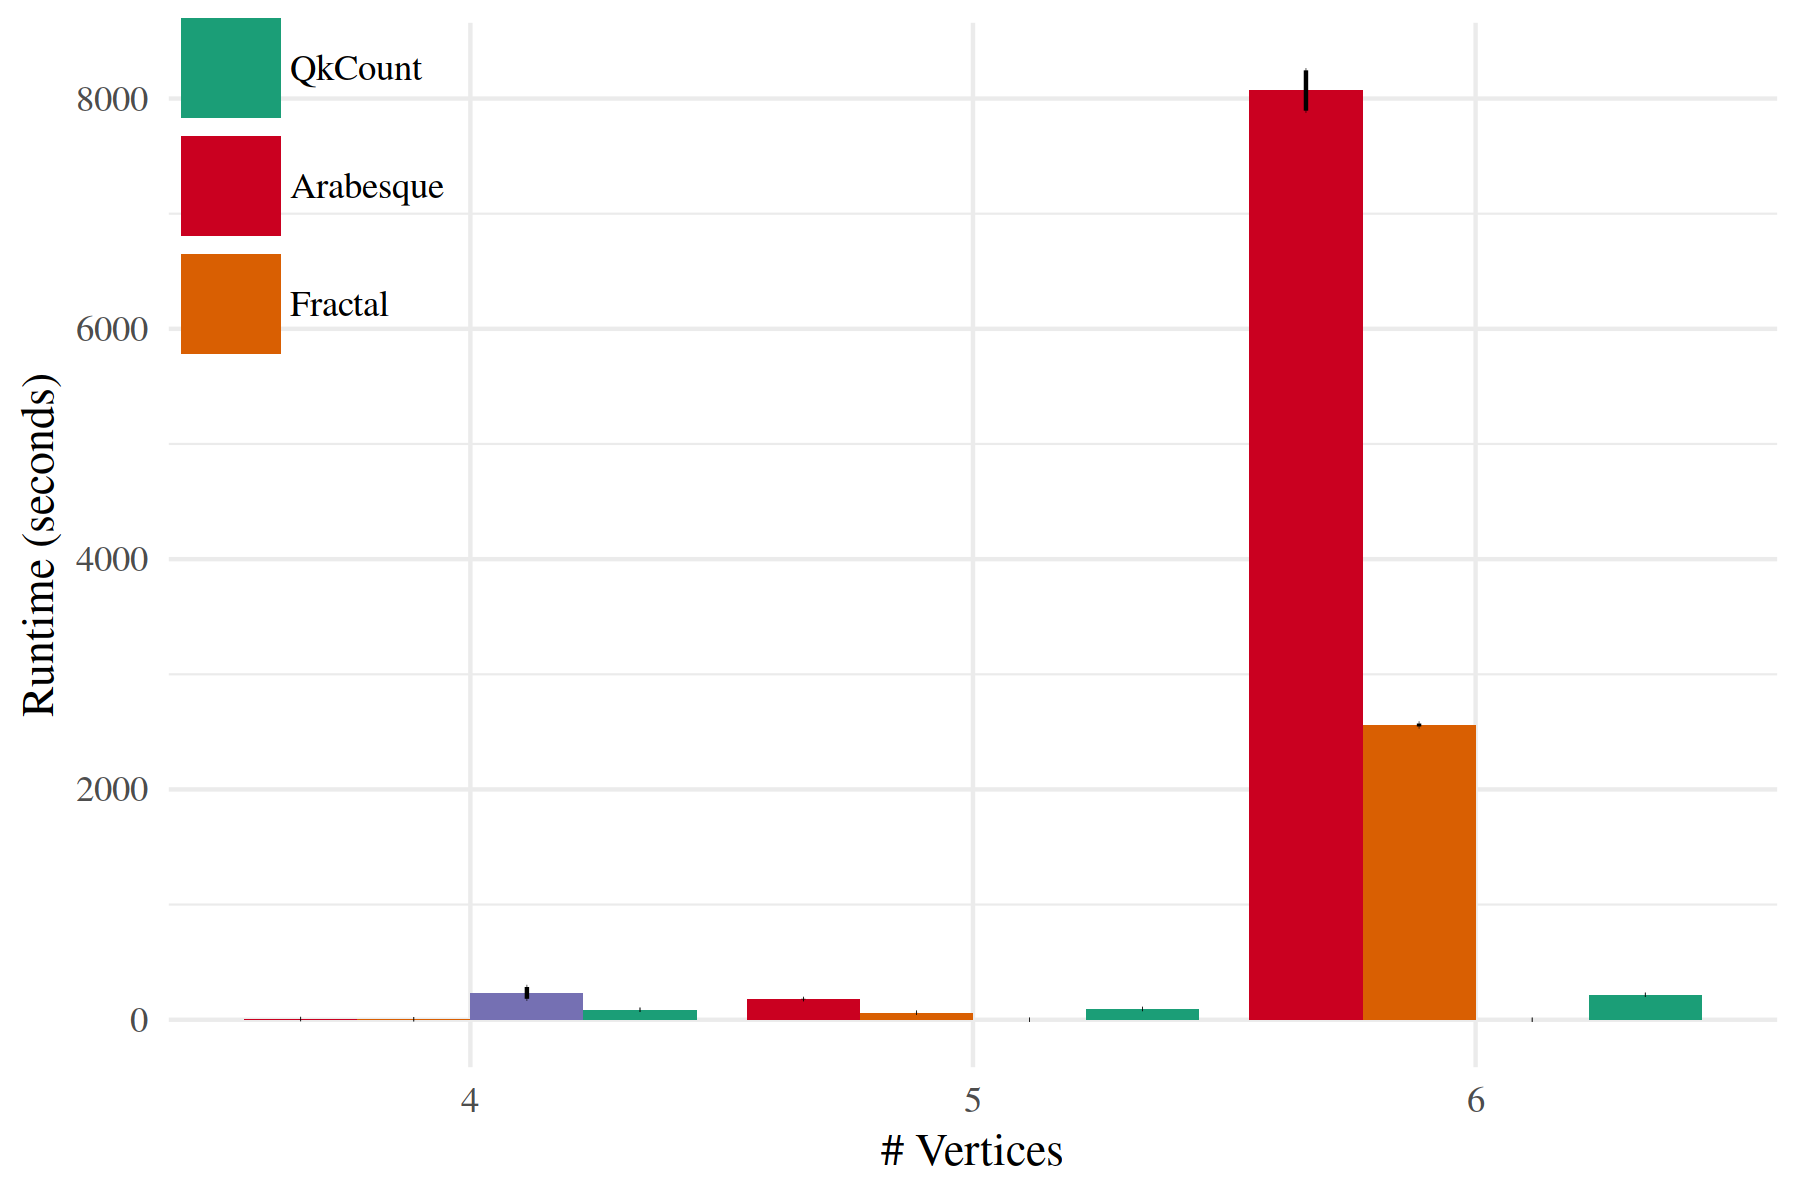 QkCount
Arabesque
Fractal
8000
6000
4000
2000
0
Runtime (seconds)
4 5 6
# Vertices